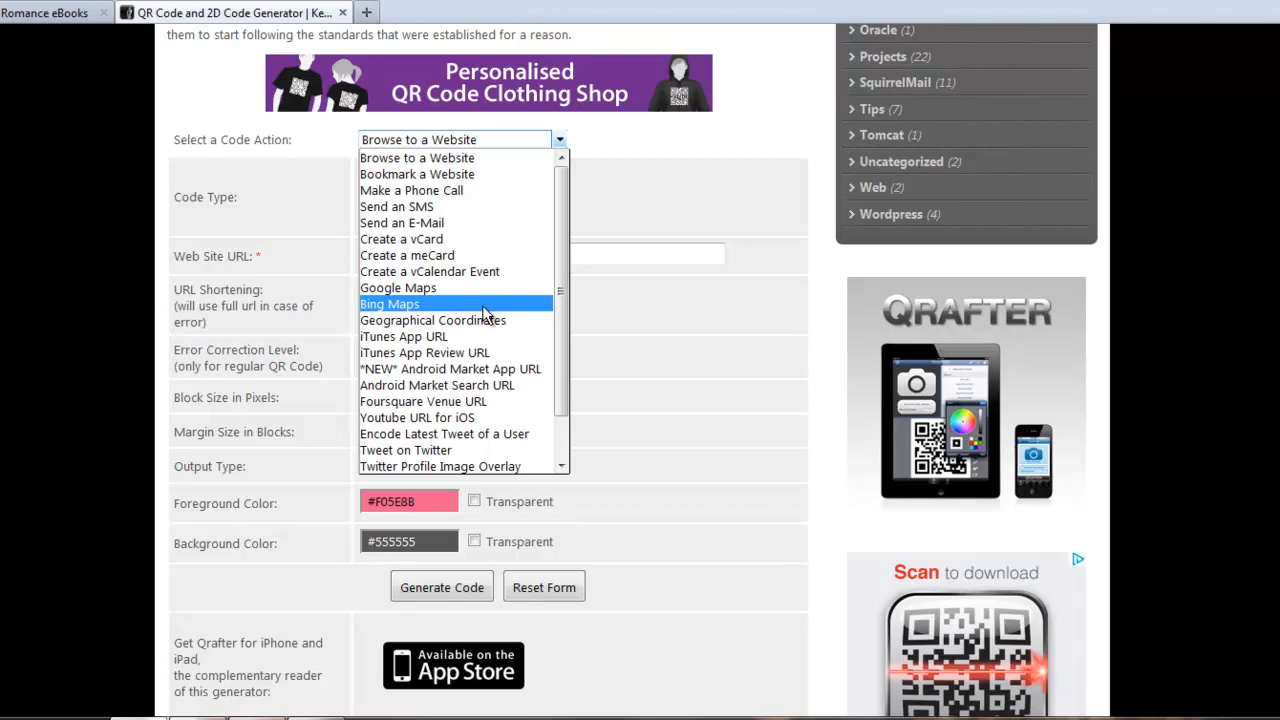 Romance eBooks
QR Code and 2D Code Generator | Ke...
them to start following the standards that were established for a reason.
Personalised
QR Code Clothing Shop
Select a Code Action:
Browse to a Website
Browse to a Website
Bookmark a Website
Make a Phone Call
Send an SMS
Send an E-Mail
Create a vCard
Create a meCard
Create a vCalendar Event
Google Maps
Bing Maps
Geographical Coordinates
iTunes App URL
iTunes App Review URL
*NEW* Android Market App URL
Android Market Search URL
Foursquare Venue URL
Youtube URL for iOS
Encode Latest Tweet of a User
Tweet on Twitter
Twitter Profile Image Overlay
Code Type:
Web Site URL: *
URL Shortening:
(will use full url in case of
error)
Error Correction Level:
(only for regular QR Code)
Block Size in Pixels:
Margin Size in Blocks:
Output Type:
Foreground Color:
#F05E8B
Transparent
Background Color:
#555555
Transparent
Generate Code
Reset Form
Get Qrafter for iPhone and
iPad,
the complementary reader
of this generator:
Available on the
App Store
Oracle (1)
Projects (22)
SquirrelMail (11)
Tips (7)
Tomcat (1)
Uncategorized (2)
Web (2)
Wordpress (4)
QRAFTER
Scan to download